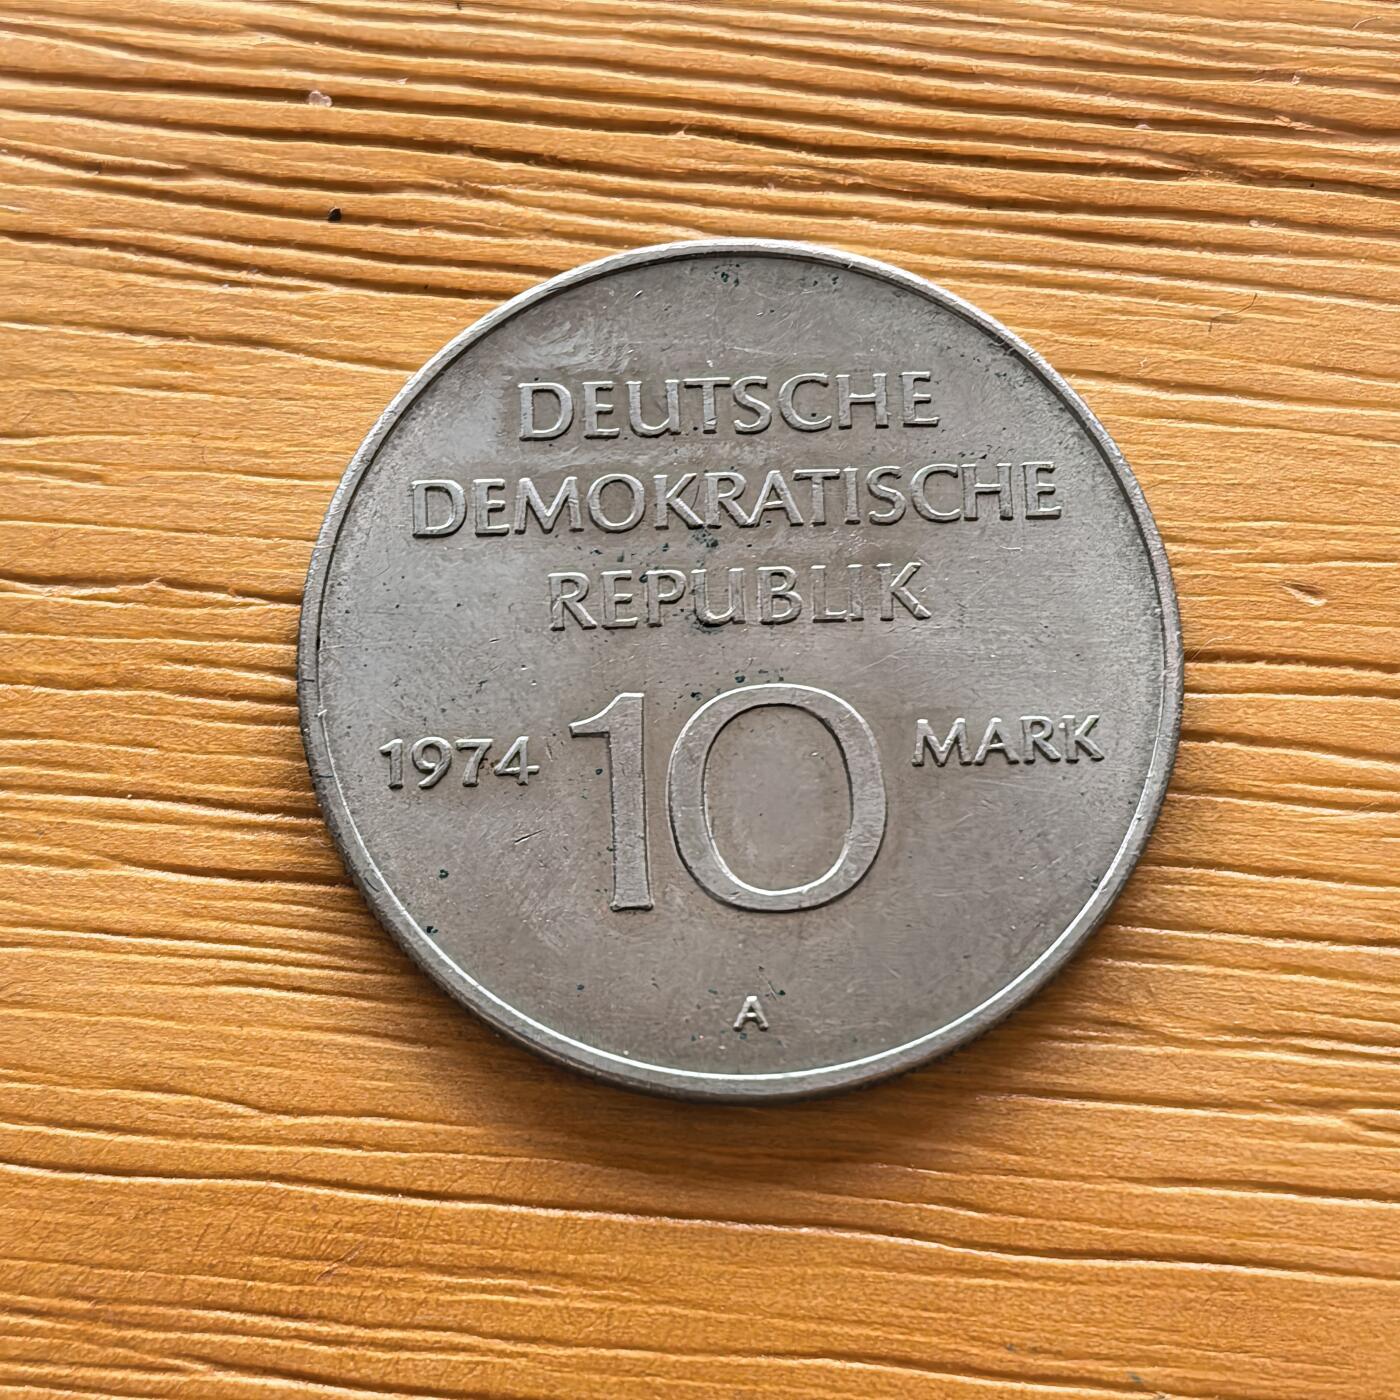 DEUTSCHE
DEMOKRATISCHE
REPUBLIK
1974 10 MARK
A